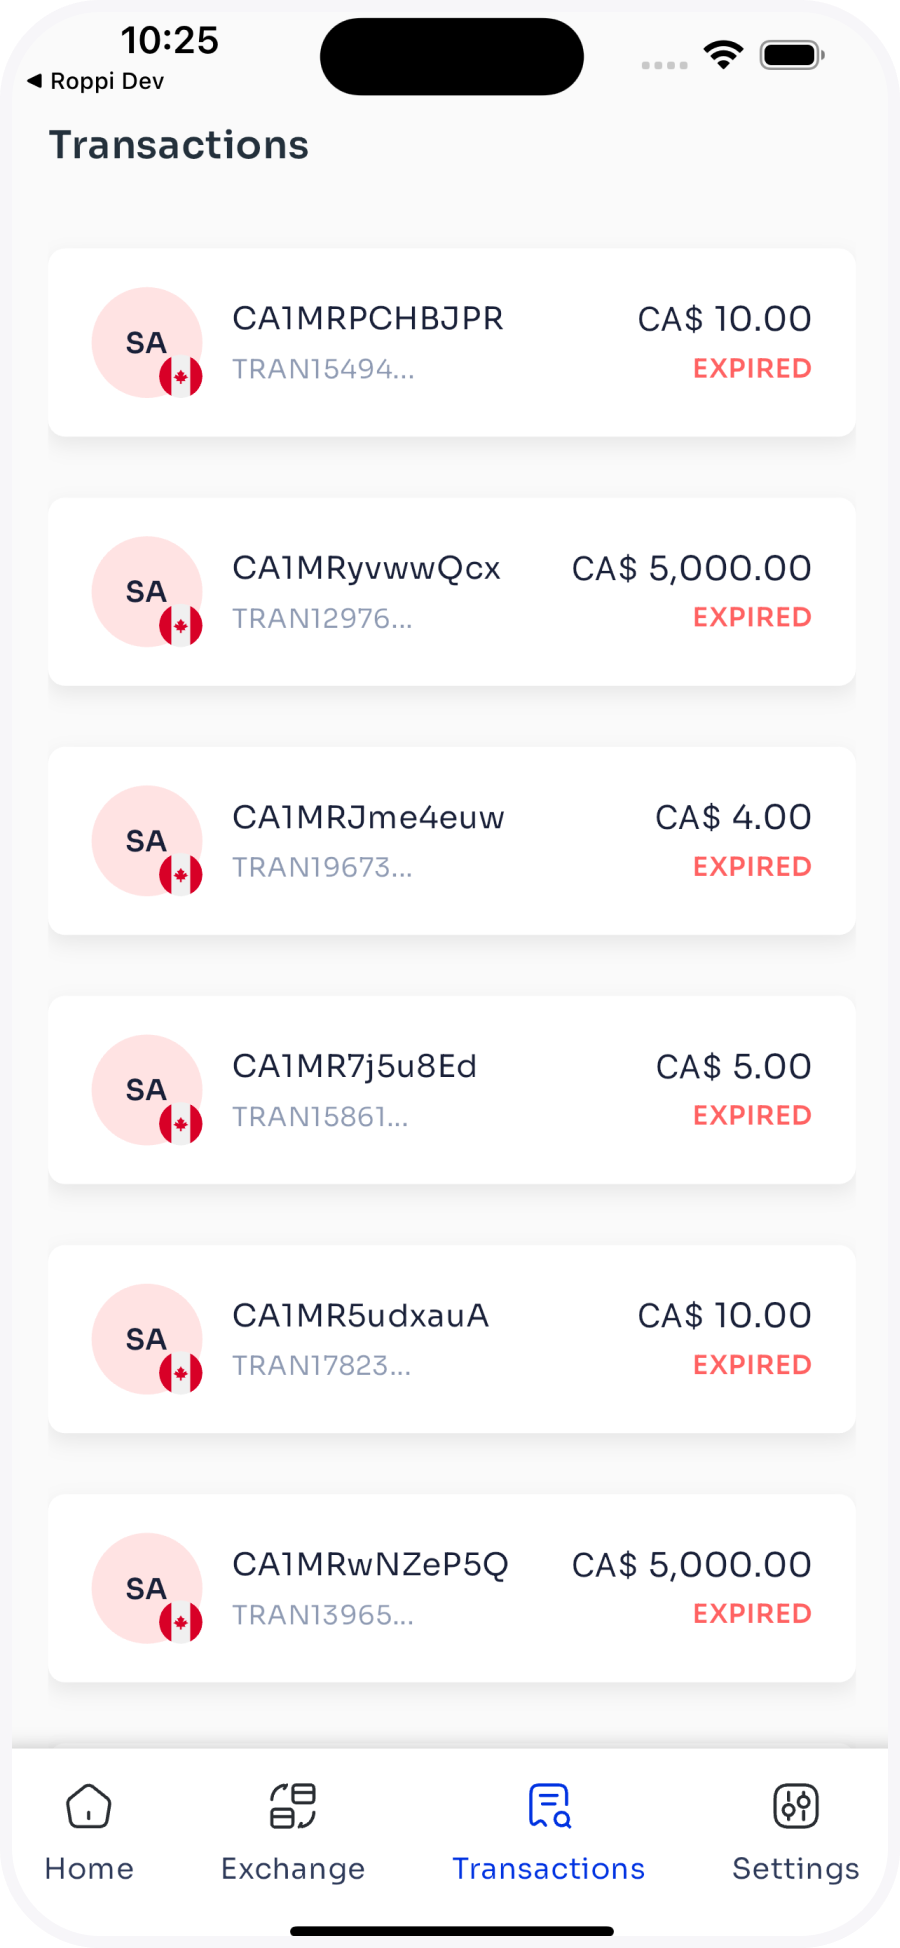 10:25
◀ Roppi Dev
Transactions
SA
CA1MRPCHBJPR
CA$ 10.00
TRAN15494...
EXPIRED
SA
CA1MRyvwwQcx
CA$ 5,000.00
TRAN12976...
EXPIRED
SA
CA1MRJme4euw
CA$ 4.00
TRAN19673...
EXPIRED
SA
CA1MR7j5u8Ed
CA$ 5.00
TRAN15861...
EXPIRED
SA
CA1MR5udxauA
CA$ 10.00
TRAN17823...
EXPIRED
SA
CA1MRwNZeP5Q
CA$ 5,000.00
TRAN13965...
EXPIRED
Home
Exchange
Transactions
Settings